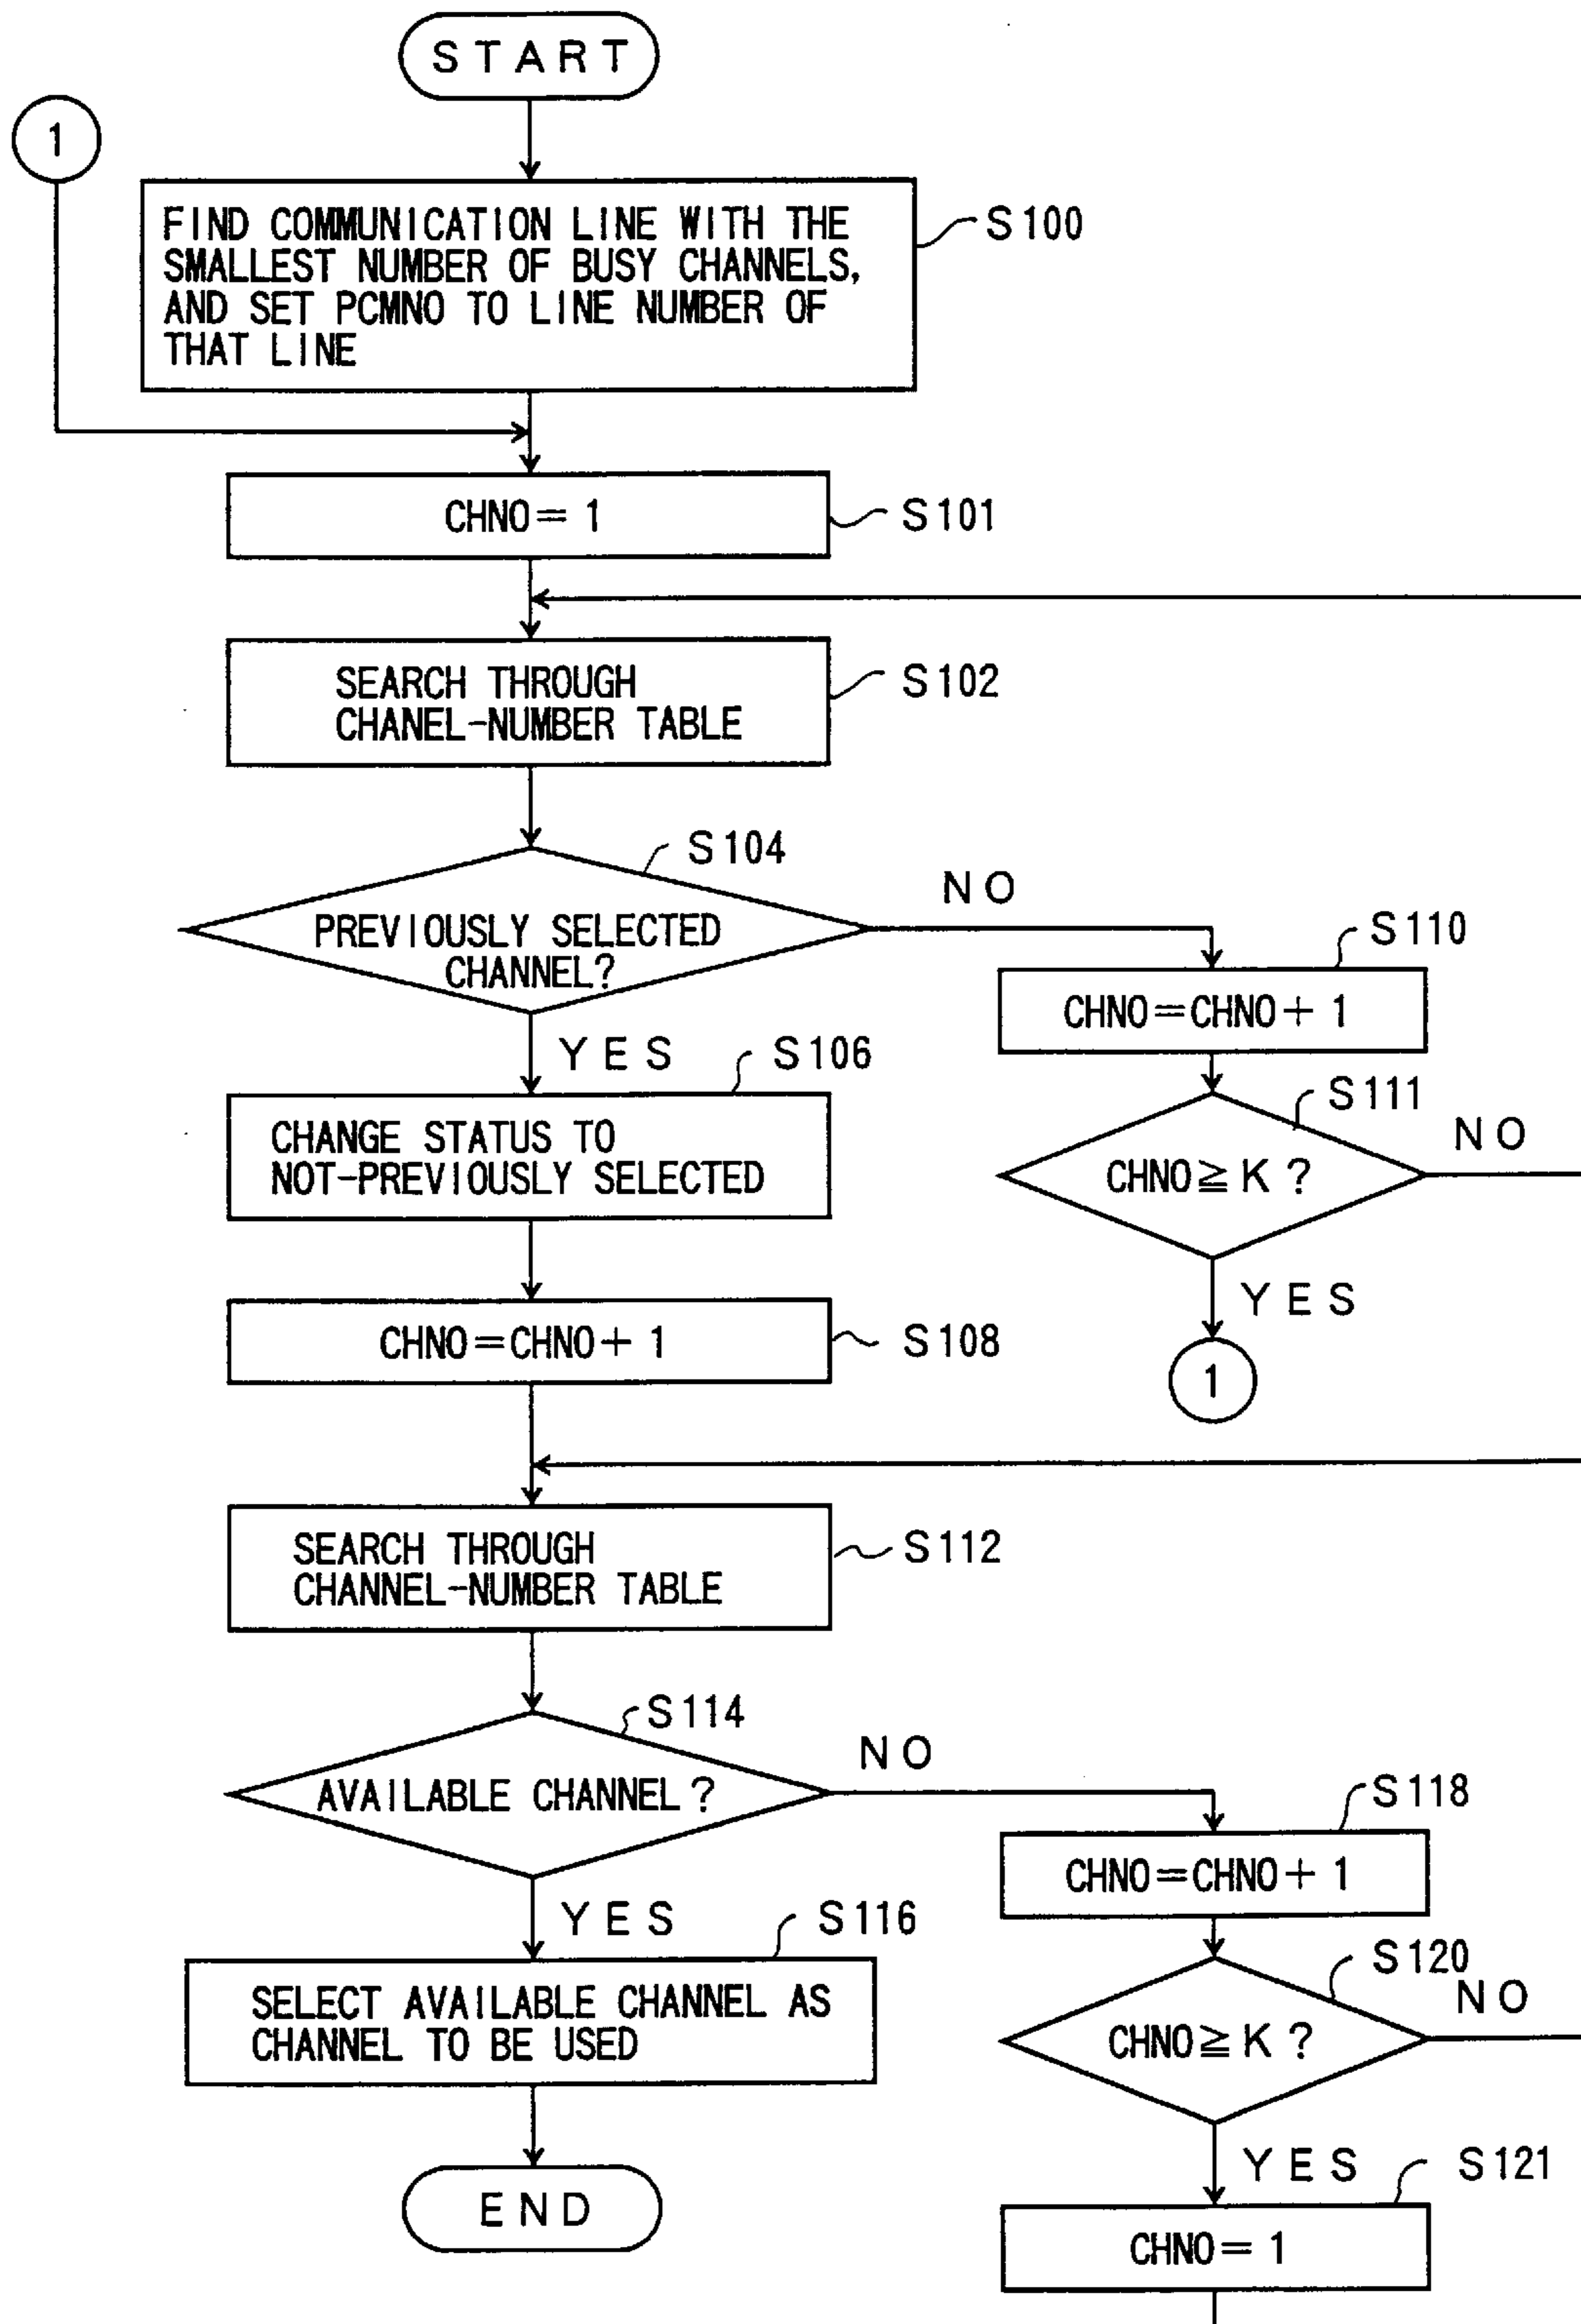 START
1
FIND COMMUNICATION LINE WITH THE
SMALLEST NUMBER OF BUSY CHANNELS,
AND SET PCMNO TO LINE NUMBER OF
THAT LINE
S100
CHNO=1
S101
SEARCH THROUGH
CHANEL-NUMBER TABLE
S102
S104
PREVIOUSLY SELECTED
CHANNEL?
NO
S110
CHNO=CHNO+1
YES
S106
CHANGE STATUS TO
NOT-PREVIOUSLY SELECTED
S111
CHNO≧K?
NO
YES
1
CHNO=CHNO+1
S108
SEARCH THROUGH
CHANNEL-NUMBER TABLE
S112
S114
AVAILABLE CHANNEL?
NO
S118
CHNO=CHNO+1
YES
S116
SELECT AVAILABLE CHANNEL AS
CHANNEL TO BE USED
S120
CHNO≧K?
NO
YES
S121
CHNO=1
END